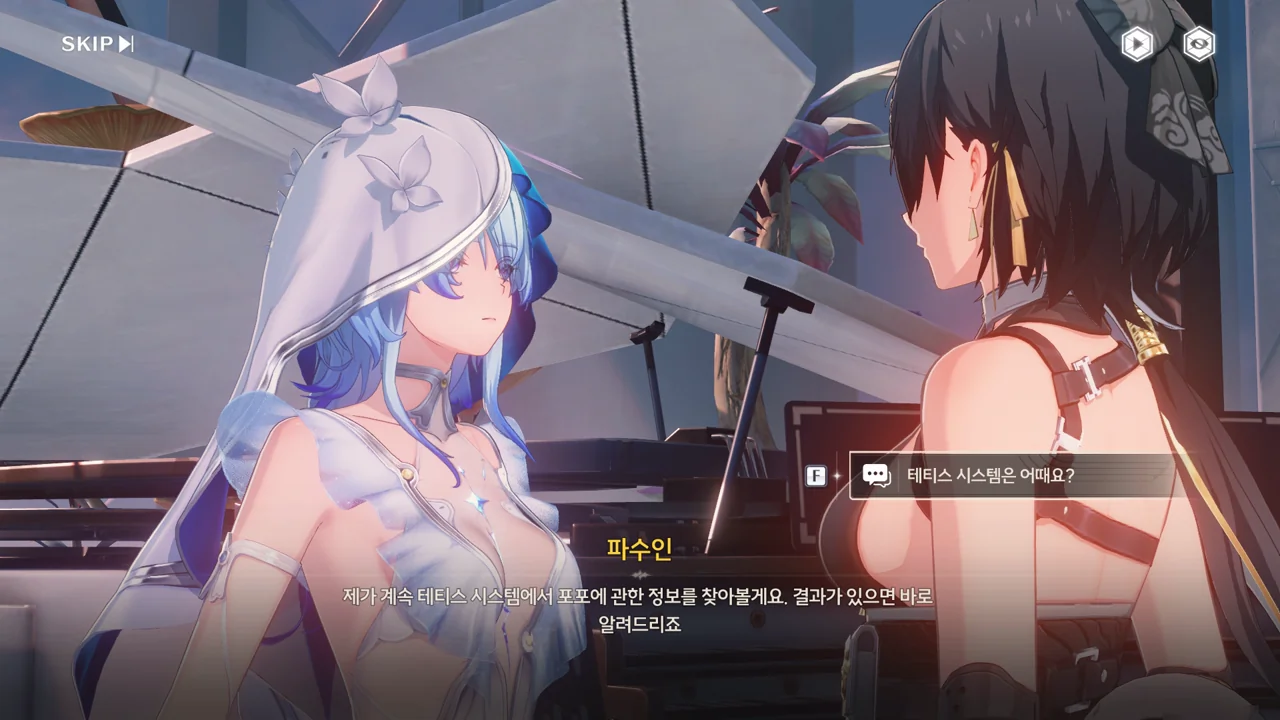 SKIP
F
테티스 시스템은 어때요?
파수인
제가 계속 테티스 시스템에서 포포에 관한 정보를 찾아볼게요. 결과가 있으면 바로
알려드리죠